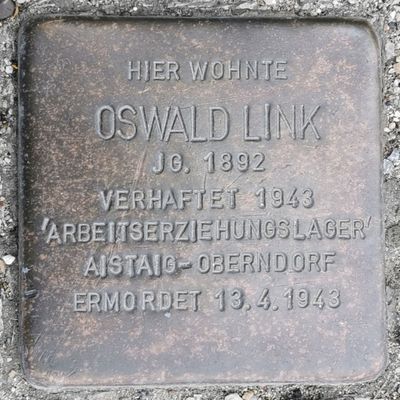 HIER WOHNTE
OSWALD LINK
JG. 1892
VERHAFTET 1943
'ARBEITSERZIEHUNGSLAGER'
AISTAIG-OBERNDORF
ERMORDET 13.4.1943